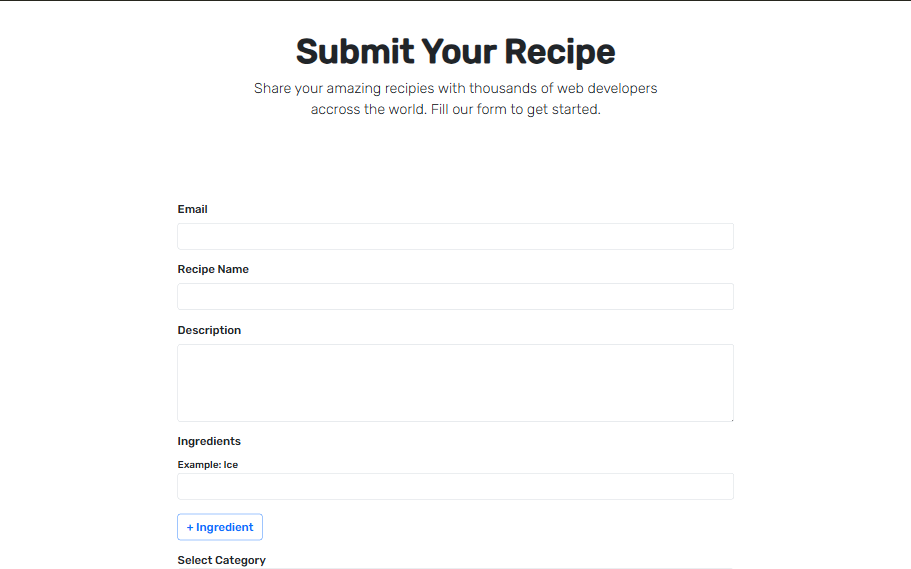 Submit Your Recipe
Share your amazing recipies with thousands of web developers
accrosse the world. Fill our form to get started.
Email
Recipe Name
Description
Ingredients
Example: Ice
+ Ingredient
Select Category